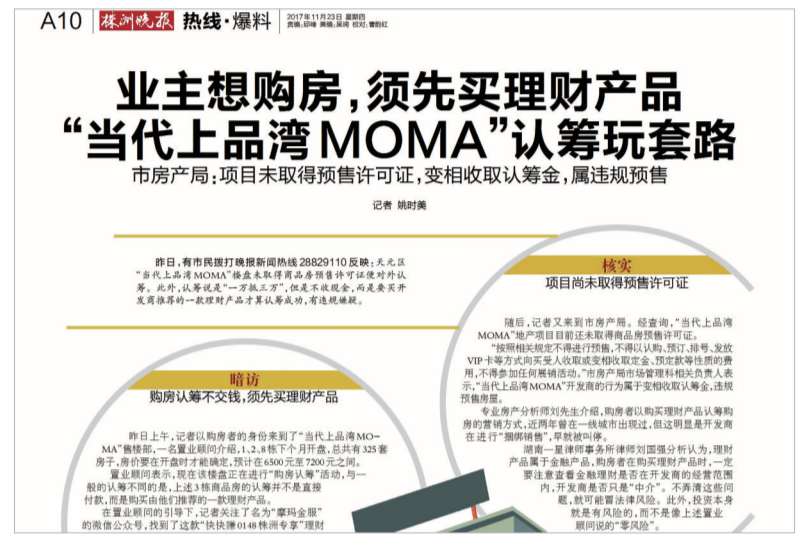 A10
株洲晚报
热线·爆料
2017年11月23日 星期四
责编:邱峰 美编:吴琦 校对:曹韵红
业主想购房,须先买理财产品
“当代上品湾MOMA”认筹玩套路
市房产局:项目未取得预售许可证,变相收取认筹金,属违规预售
记者 姚时美
昨日,有市民拨打晚报新闻热线28829110反映:天元区
“当代上品湾MOMA”楼盘未取得商品房预售许可证便对外认
筹。此外,认筹说是“一万抵三万”,但是不收现金,而是要买开
发商推荐的一款理财产品才算认筹成功,有违规嫌疑。
暗访
购房认筹不交钱,须先买理财产品
昨日上午,记者以购房者的身份来到了“当代上品湾MO-
MA”售楼部,一名置业顾问介绍,1、2、8栋下个月开盘,总共有325套
房子,房价要在开盘时才能确定,预计在6500元至7200元之间。
置业顾问表示,现在该楼盘正在进行“购房认筹”活动,与一
般的认筹不同的是,上述3栋商品房的认筹并不是直接
付款,而是购买由他们推荐的一款理财产品。
在置业顾问的引导下,记者关注了名为“摩玛金服”
的微信公众号,找到了这款“快快赚0148株洲专享”理财
核实
项目尚未取得预售许可证
随后,记者又来到市房产局。经查询,“当代上品湾
MOMA”地产项目目前还未取得商品房预售许可证。
“按照相关规定不得进行预售,不得以认购、预订、排号、发放
VIP卡等方式向买受人收取或变相收取定金、预定款等性质的费
用,不得参加任何展销活动。”市房产局市场管理科相关负责人表
示,“当代上品湾MOMA”开发商的行为属于变相收取认筹金,违规
预售房屋。
专业房产分析师刘先生介绍,购房者以购买理财产品认筹购
房的营销方式,近两年曾在一线城市出现过,但这明显是开发商
在进行“捆绑销售”,早就被叫停。
湖南一星律师事务所律师刘国强分析认为,理财
产品属于金融产品,购房者在购买理财产品时,一定
要注意查看金融理财是否在开发商的经营范围
内,开发商是否只是“中介”。不弄清这些问
题,就可能置法律风险。此外,投资本身
就是有风险的,而不是像上述置业
顾问说的“零风险”。